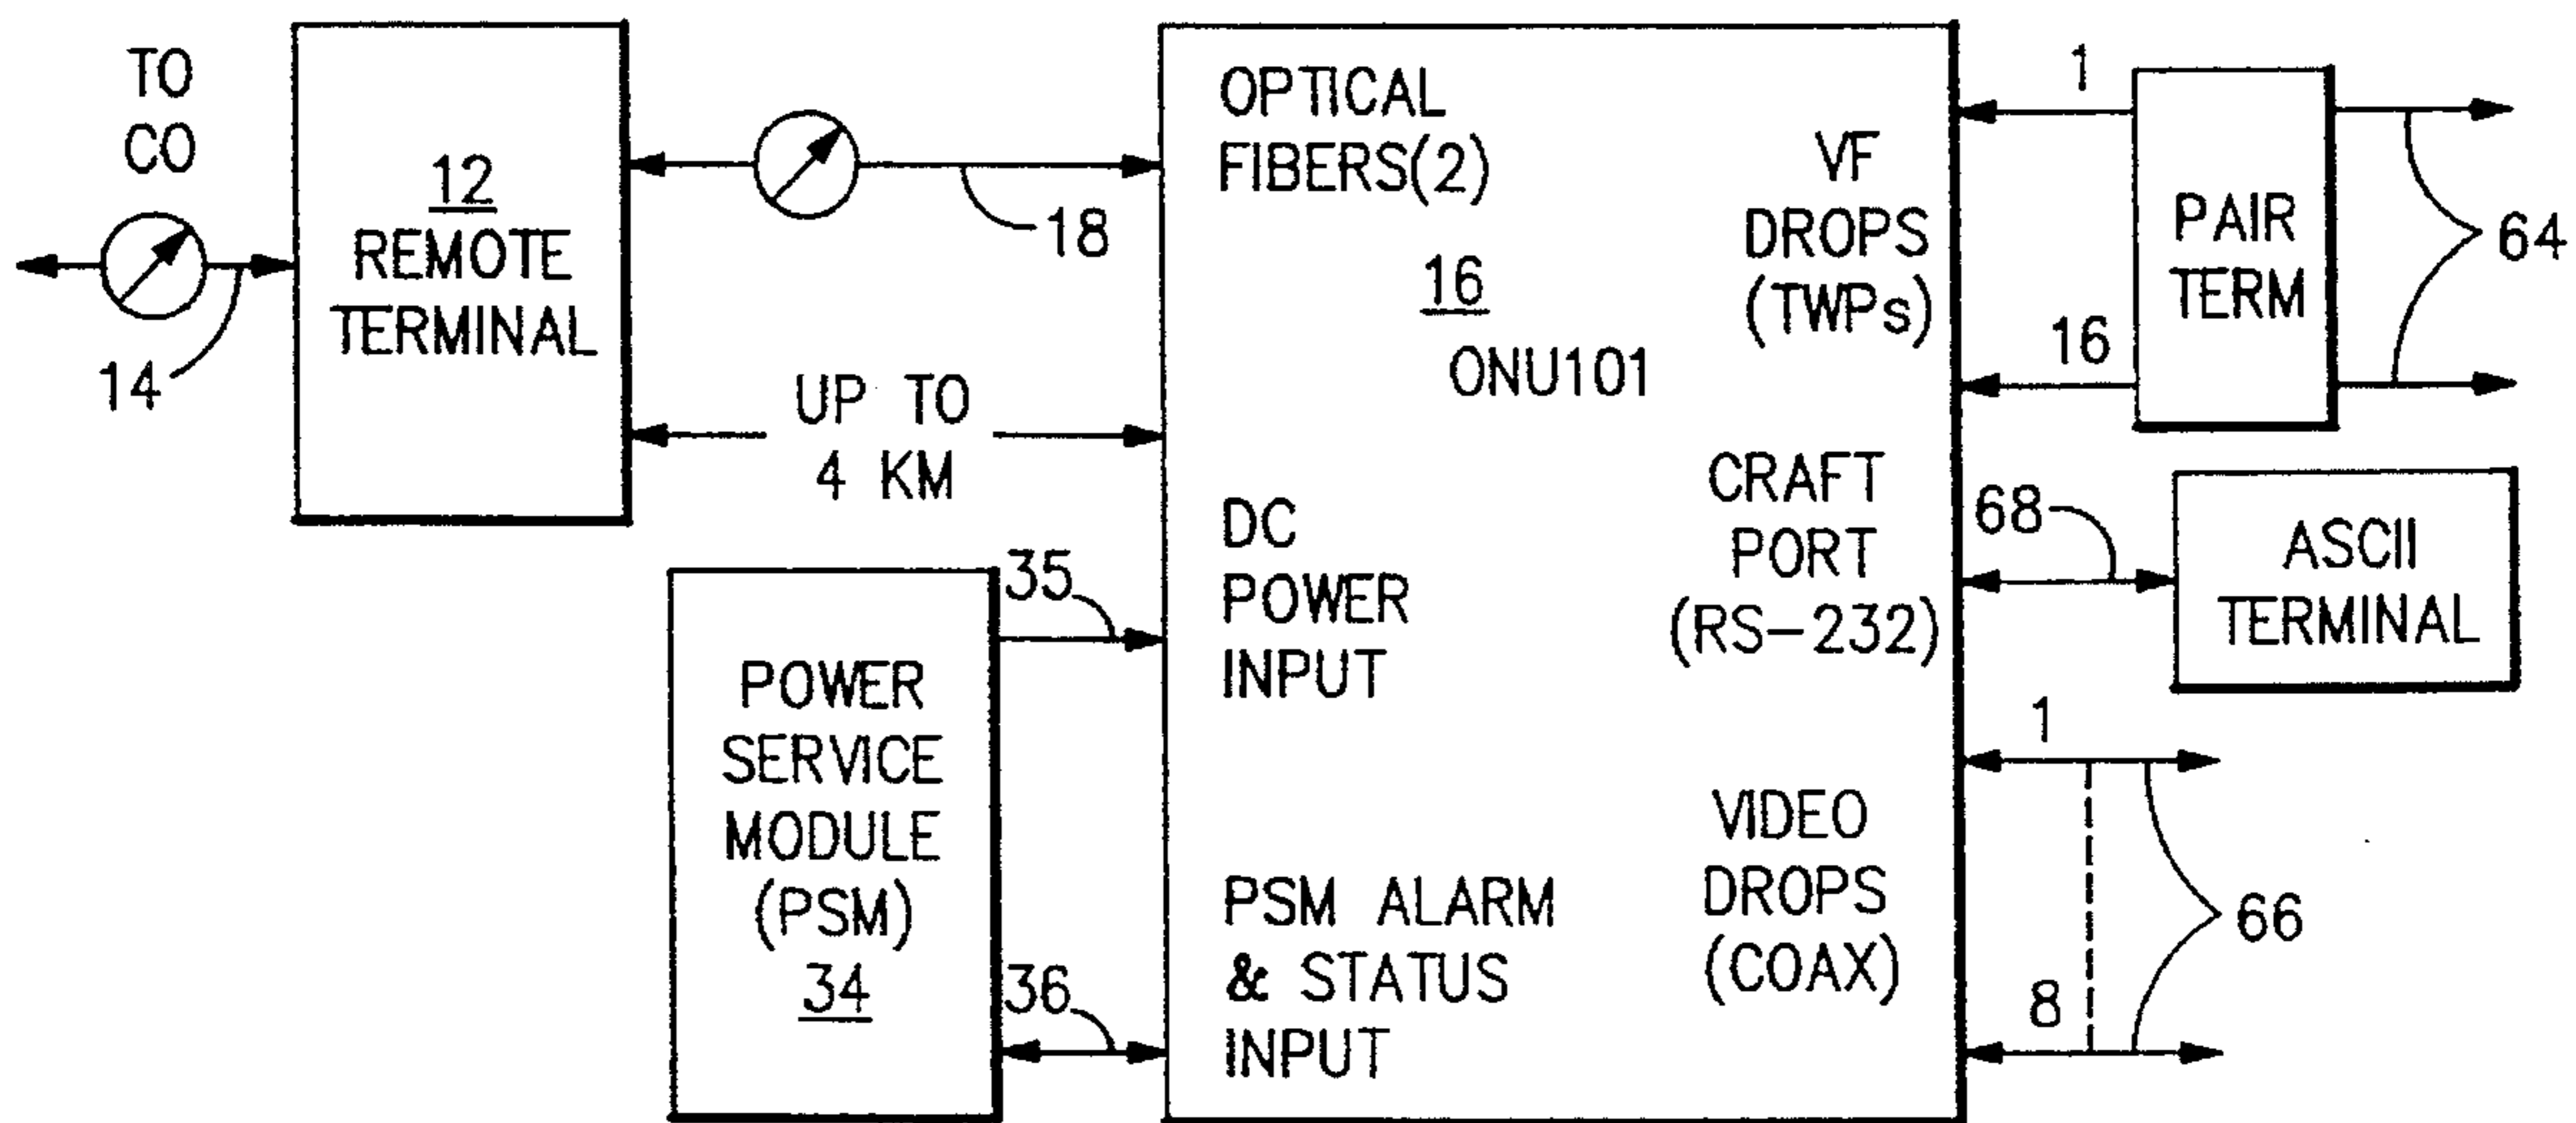 TO
CO
14
12
REMOTE
TERMINAL
18
UP TO
4 KM
POWER
SERVICE
MODULE
(PSM)
34
35
36
OPTICAL
FIBERS(2)
16
ONU101
DC
POWER
INPUT
PSM ALARM
& STATUS
INPUT
VF
DROPS
(TWPs)
CRAFT
PORT
(RS-232)
VIDEO
DROPS
(COAX)
1
16
PAIR
TERM
64
68
ASCII
TERMINAL
1
8
66